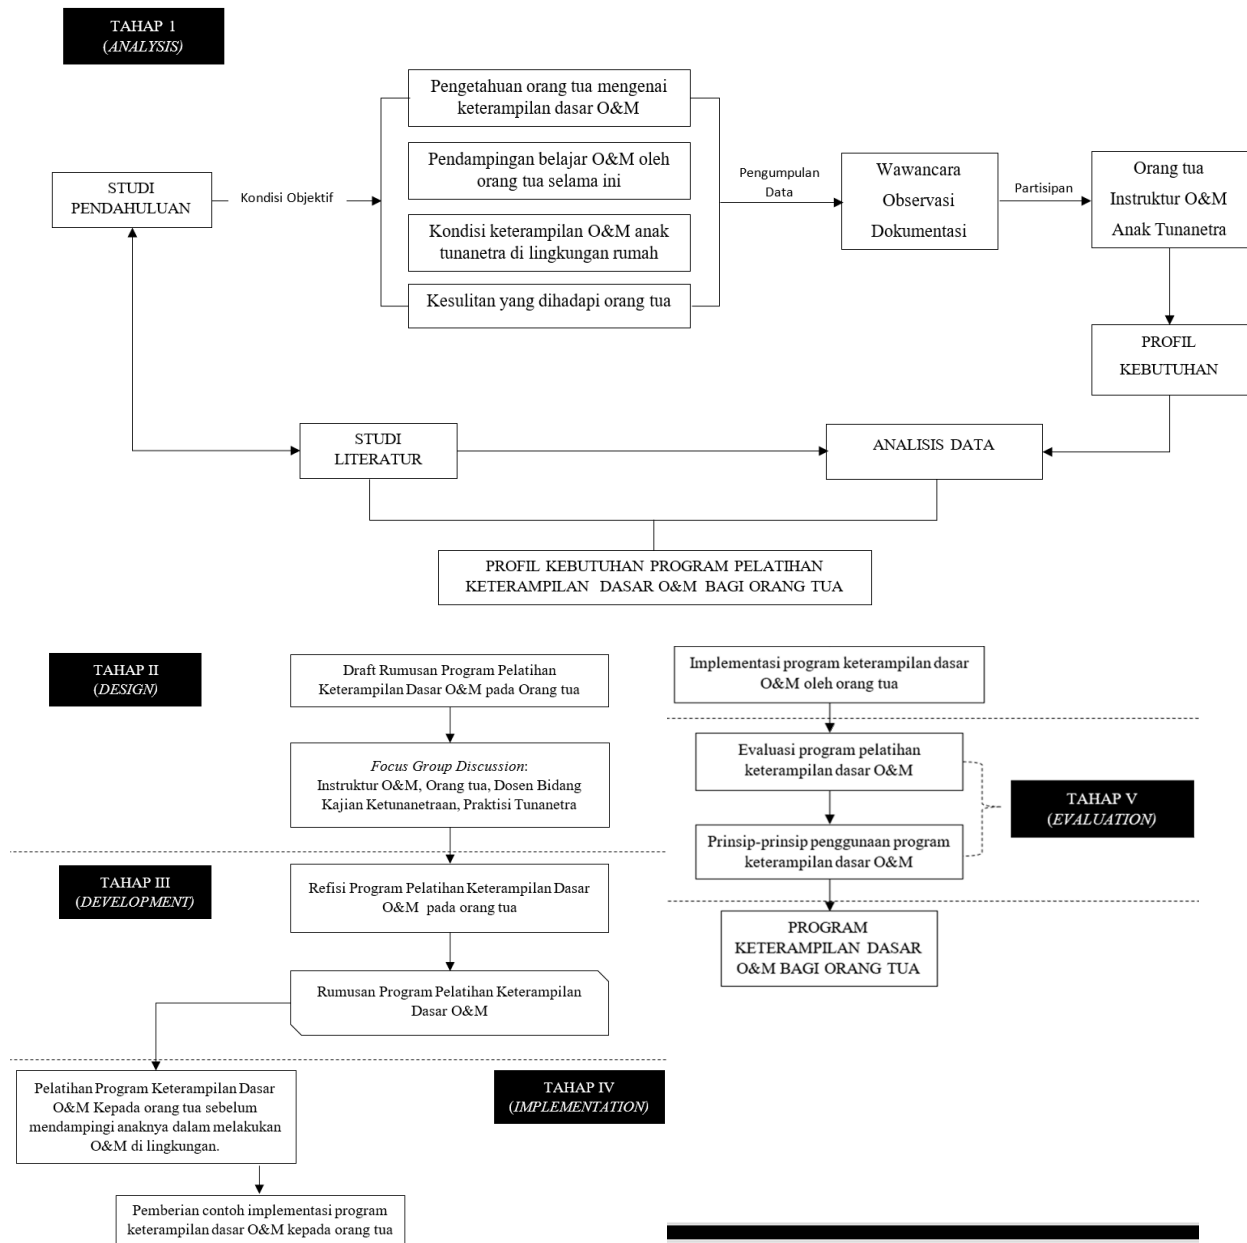 TAHAP 1
(ANALYSIS)
Pengetahuan orang tua mengenai
keterampilan dasar O&M
Pendampingan belajar O&M oleh
orang tua selama ini
Kondisi keterampilan O&M anak
tunanetra di lingkungan rumah
Kesulitan yang dihadapi orang tua
STUDI
PENDAHULUAN
Kondisi Objektif
Pengumpulan
Data
Wawancara
Observasi
Dokumentasi
Partisipan
Orang tua
Instruktur O&M
Anak Tunanetra
PROFIL
KEBUTUHAN
STUDI
LITERATUR
ANALISIS DATA
PROFIL KEBUTUHAN PROGRAM PELATIHAN
KETERAMPILAN DASAR O&M BAGI ORANG TUA
TAHAP II
(DESIGN)
Draft Rumusan Program Pelatihan
Keterampilan Dasar O&M pada Orang tua
Focus Group Discussion:
Instruktur O&M, Orang tua, Dosen Bidang
Kajian Ketunanetraan, Praktisi Tunanetra
TAHAP III
(DEVELOPMENT)
Refisi Program Pelatihan Keterampilan Dasar
O&M pada orang tua
Rumusan Program Pelatihan Keterampilan
Dasar O&M
Pelatihan Program Keterampilan Dasar
O&M Kepada orang tua sebelum
mendampingi anaknya dalam melakukan
O&M di lingkungan.
TAHAP IV
(IMPLEMENTATION)
Pemberian contoh implementasi program
keterampilan dasar O&M kepada orang tua
Implementasi program keterampilan dasar
O&M oleh orang tua
Evaluasi program pelatihan
keterampilan dasar O&M
Prinsip-prinsip penggunaan program
keterampilan dasar O&M
TAHAP V
(EVALUATION)
PROGRAM
KETERAMPILAN DASAR
O&M BAGI ORANG TUA